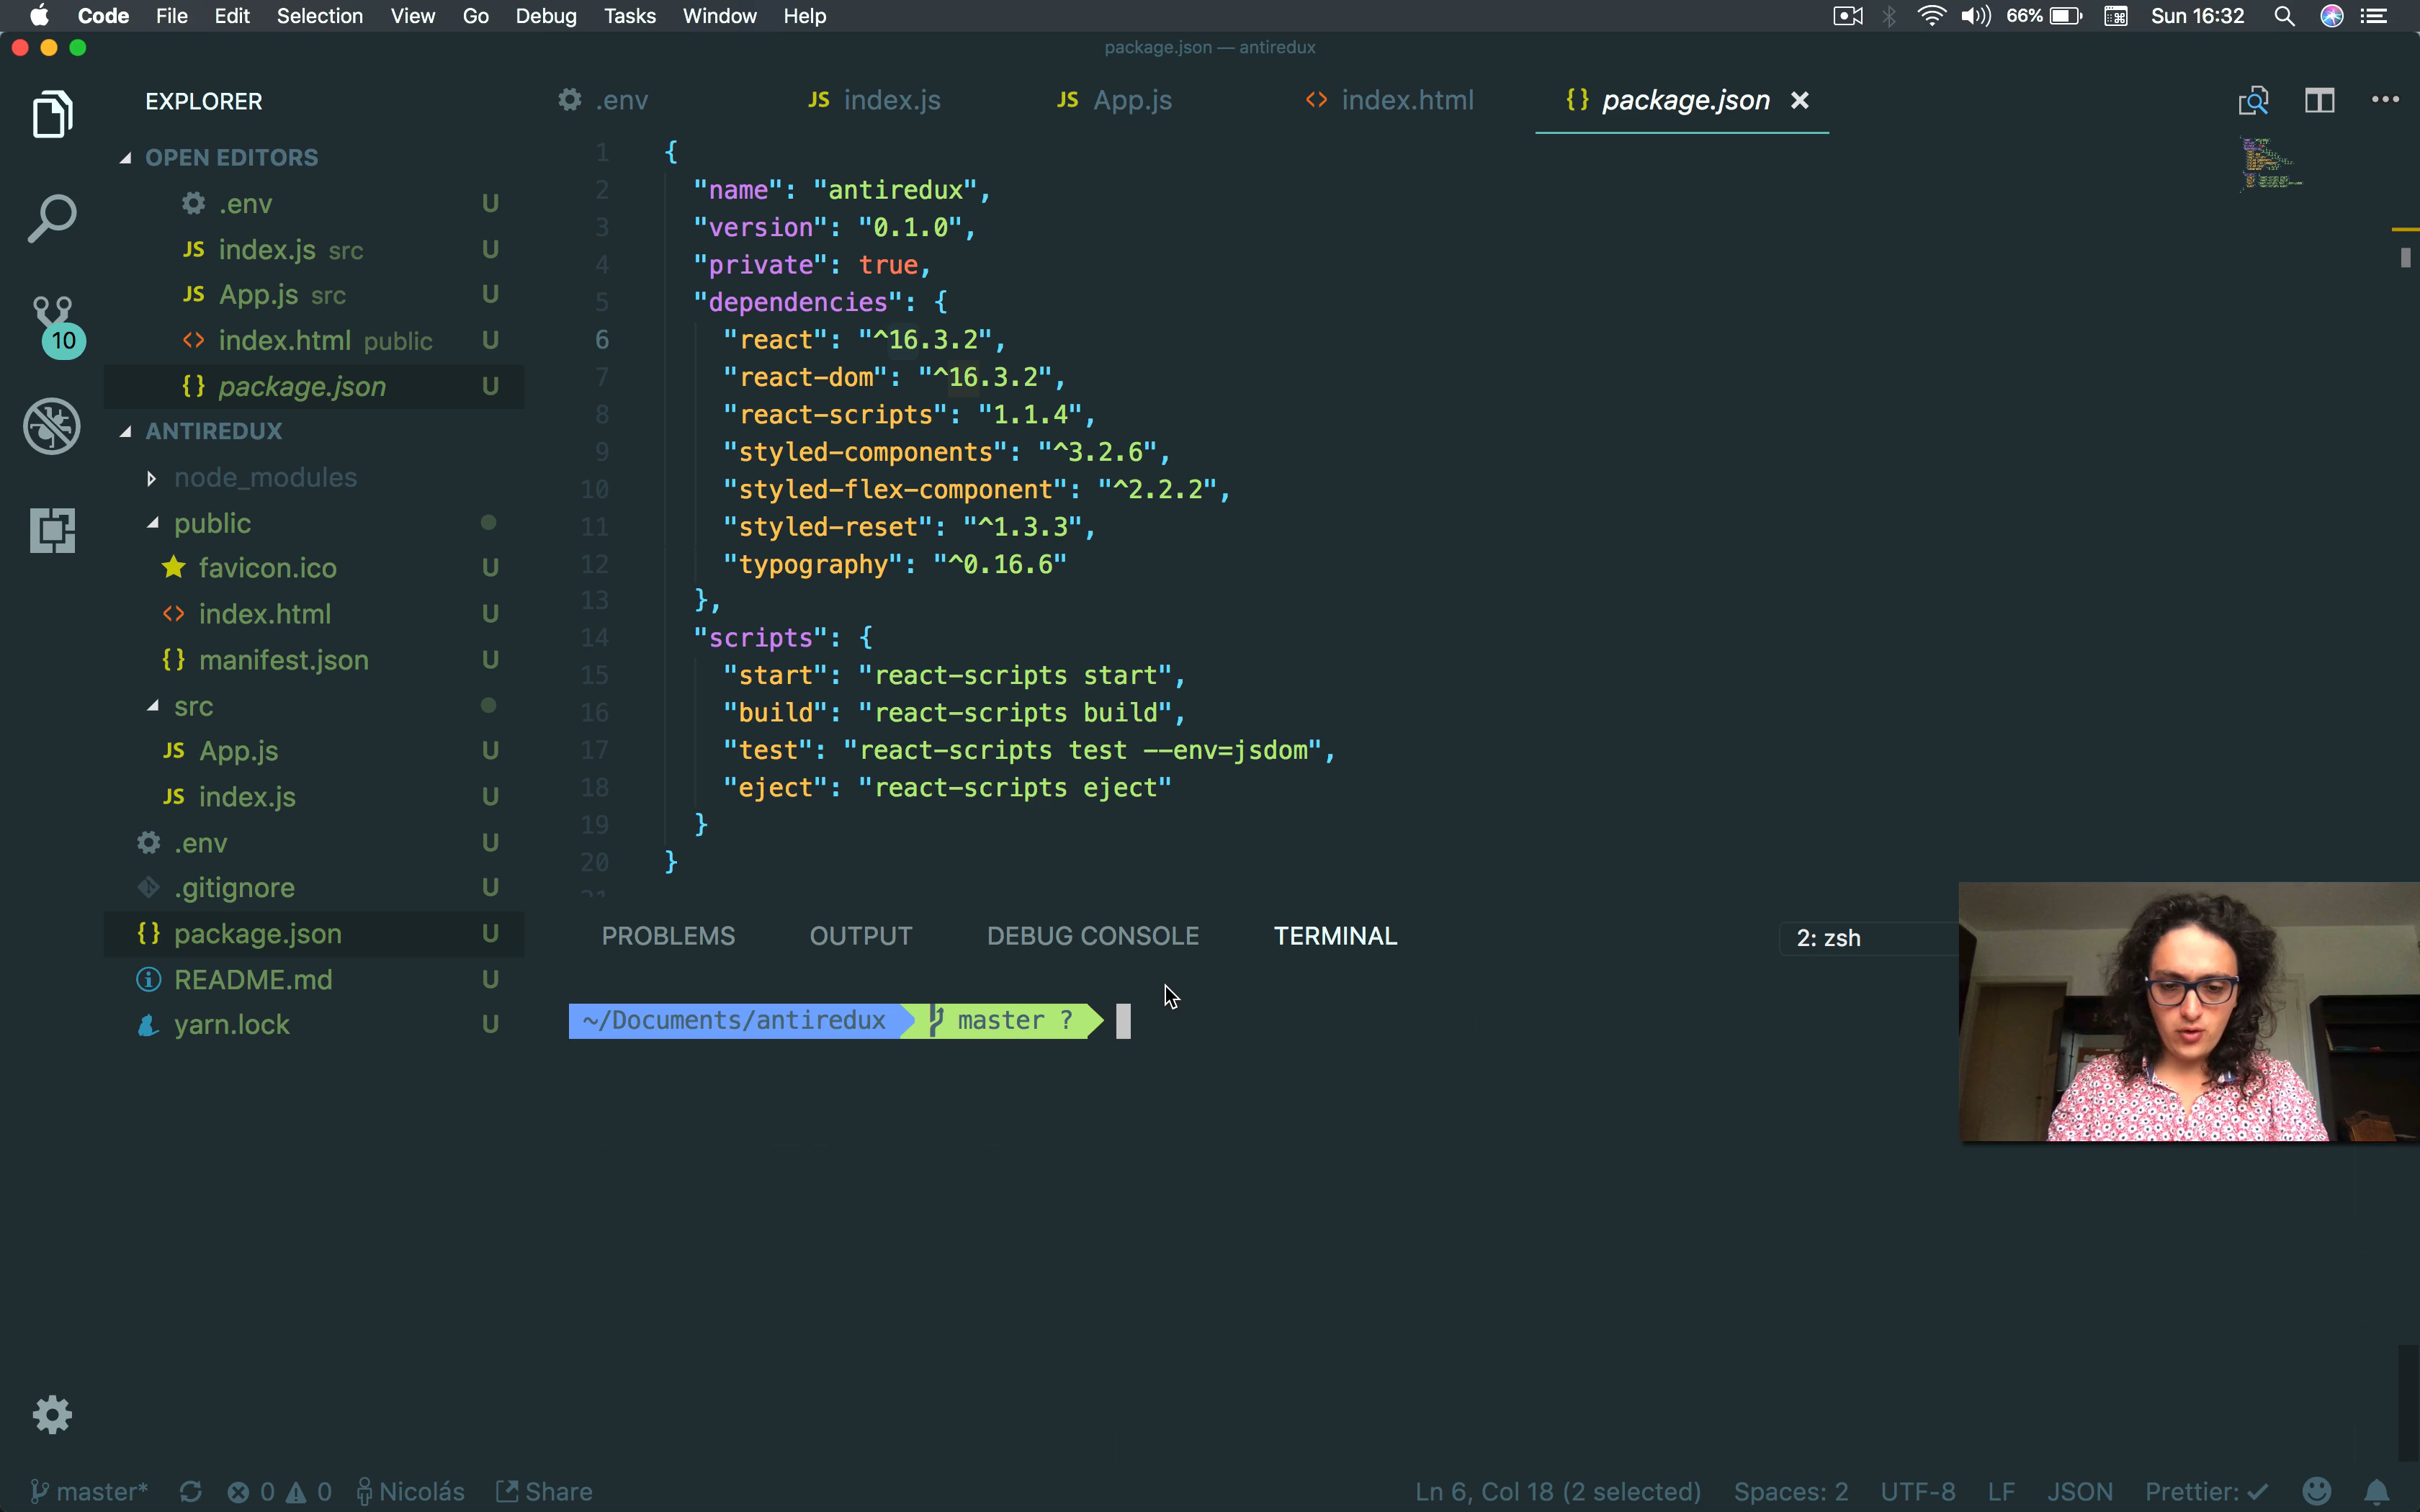 Code File Edit Selection View Go Debug Tasks Window Help 66% Sun 16:32
package.json — antiredux
EXPLORER
OPEN EDITORS
.env U
JS index.js src U
JS App.js src U
<> index.html public U
{} package.json U
ANTIREDUX
node_modules
public
favicon.ico U
<> index.html U
{} manifest.json U
src
JS App.js U
JS index.js U
.env U
.gitignore U
{} package.json U
README.md U
yarn.lock U
10
.env JS index.js JS App.js <> index.html {} package.json ×
1 {
2 "name": "antiredux",
3 "version": "0.1.0",
4 "private": true,
5 "dependencies": {
6 "react": "^16.3.2",
7 "react-dom": "^16.3.2",
8 "react-scripts": "1.1.4",
9 "styled-components": "^3.2.6",
10 "styled-flex-component": "^2.2.2",
11 "styled-reset": "^1.3.3",
12 "typography": "^0.16.6"
13 },
14 "scripts": {
15 "start": "react-scripts start",
16 "build": "react-scripts build",
17 "test": "react-scripts test --env=jsdom",
18 "eject": "react-scripts eject"
19 }
20 }
PROBLEMS OUTPUT DEBUG CONSOLE TERMINAL 2: zsh
~/Documents/antiredux master ?
master* 0 0 Nicolás Share Ln 6, Col 18 (2 selected) Spaces: 2 UTF-8 LF JSON Prettier: ✓